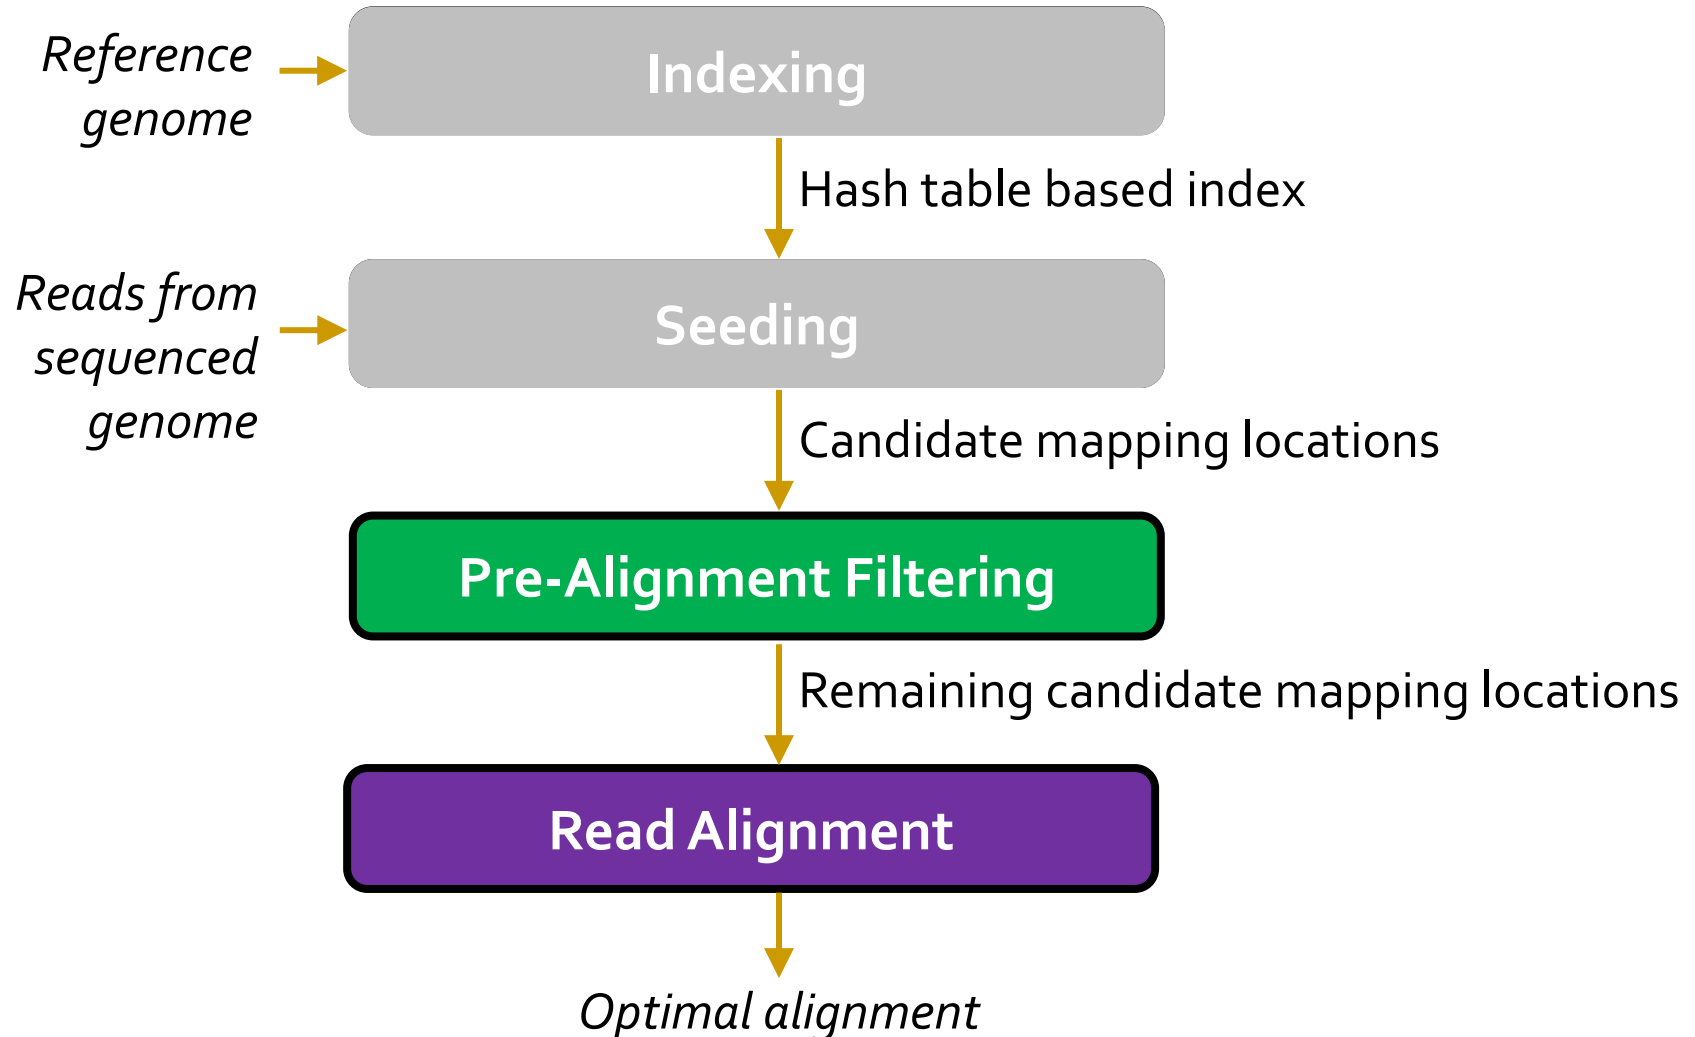 Reference
genome
Indexing
Hash table based index
Reads from
sequenced
genome
Seeding
Candidate mapping locations
Pre-Alignment Filtering
Remaining candidate mapping locations
Read Alignment
Optimal alignment